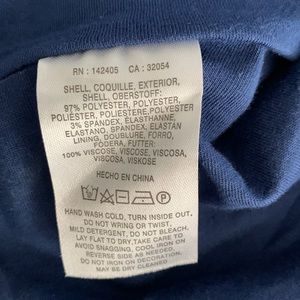 RN : 142405 CA : 32054
SHELL, COQUILLE, EXTERIOR,
SHELL, OBERSTOFF:
97% POLYESTER, POLYESTER,
POLIÉSTER, POLIESTERE, POLYESTER
3% SPANDEX, ÉLASTHANNE,
ELASTANO, SPANDEX, ELASTAN
LINING, DOUBLURE, FORRO,
FODERA, FUTTER:
100% VISCOSE, VISCOSE, VISCOSA,
VISCOSA, VISKOSE
HECHO EN CHINA
HAND WASH COLD, TURN INSIDE OUT,
DO NOT WRING OR TWIST.
MILD DETERGENT, DO NOT BLEACH,
LAY FLAT TO DRY, TAKE CARE TO
AVOID SNAGGING, COOL IRON ON
REVERSE SIDE AS NEEDED,
DO NOT IRON DECORATION
MAY BE DRY CLEANED